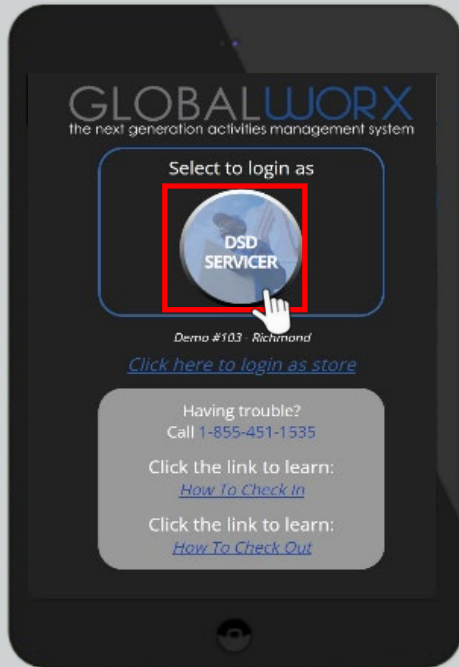 GLOBALWORX
the next generation activities management system
Select to login as
DSD
SERVICER
Demo #103 - Richmond
Click here to login as store
Having trouble?
Call 1-855-451-1535
Click the link to learn:
How To Check In
Click the link to learn:
How To Check Out